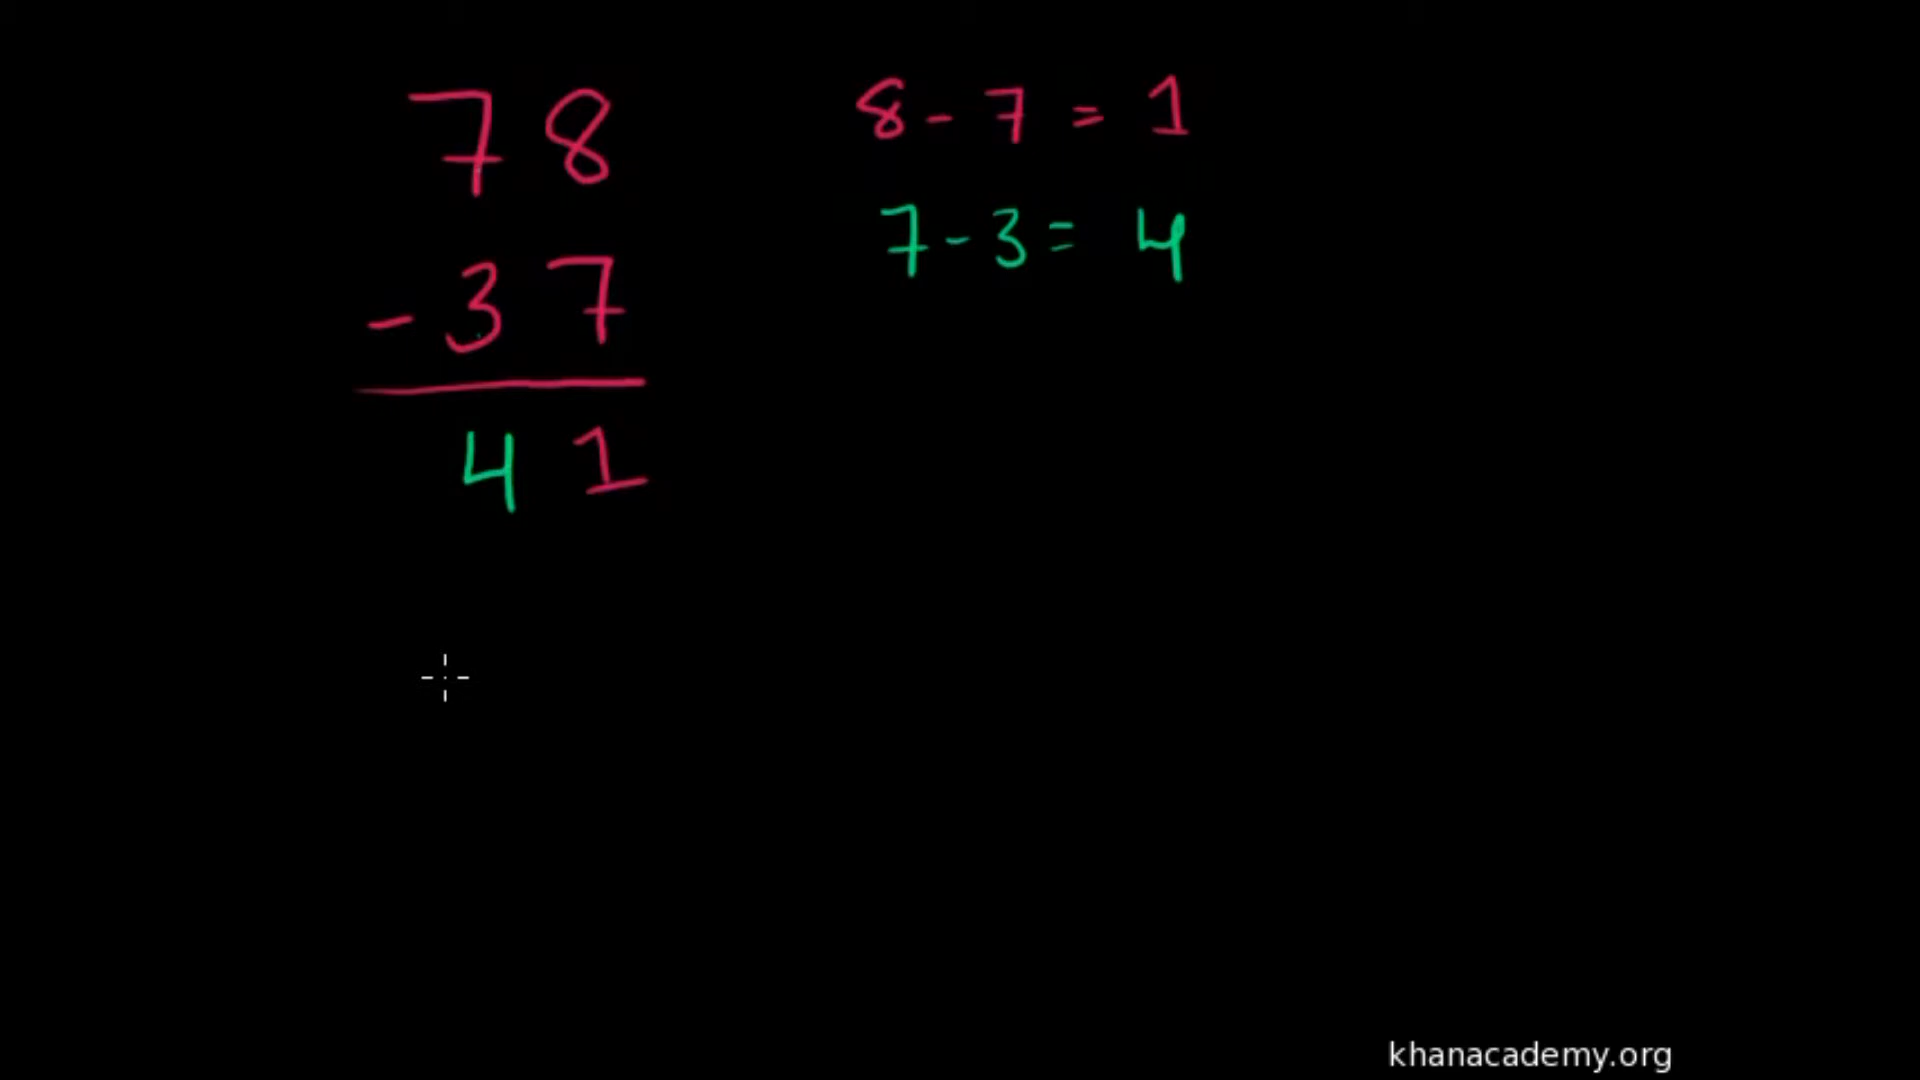 78
8 - 7 = 1
7 - 3 = 4
- 37
41
khanacademy.org